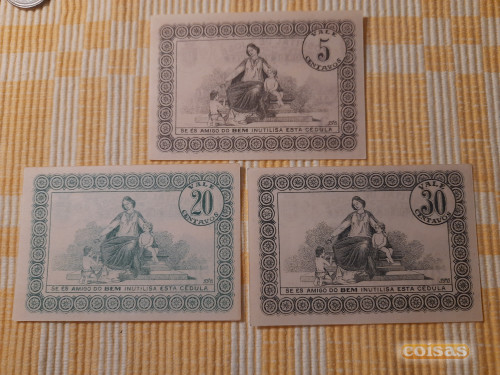 VALE
5
CENTAVOS
SE ÉS AMIGO DO BEM INUTILISA ESTA CÉDULA
VALE
20
CENTAVOS
SE ÉS AMIGO DO BEM INUTILISA ESTA CÉDULA
VALE
30
CENTAVOS
SE ÉS AMIGO DO BEM INUTILISA ESTA CÉDULA
coisas